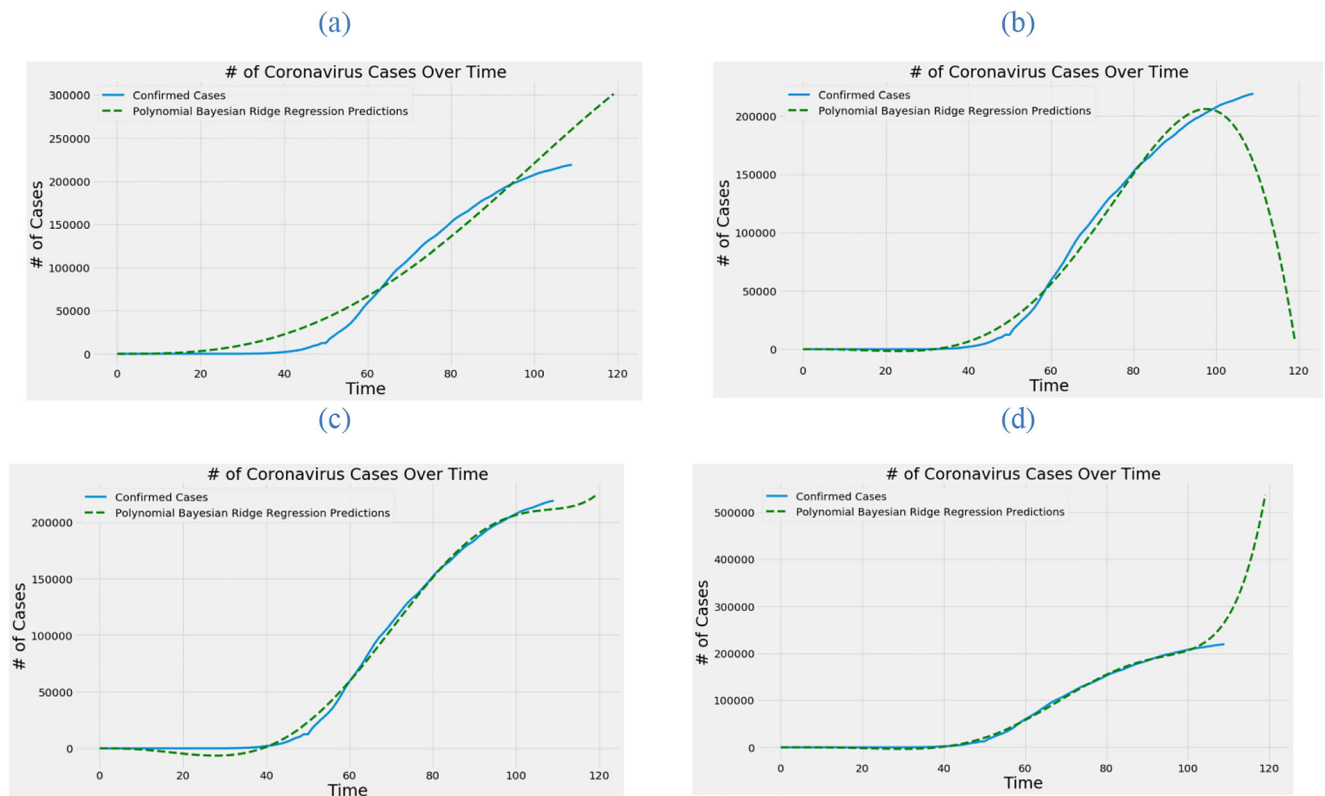 (a)
# of Coronavirus Cases Over Time
Confirmed Cases
Polynomial Bayesian Ridge Regression Predictions
300000
250000
200000
150000
100000
50000
0
# of Cases
0 20 40 60 80 100 120
Time
(b)
# of Coronavirus Cases Over Time
Confirmed Cases
Polynomial Bayesian Ridge Regression Predictions
200000
150000
100000
50000
0
# of Cases
0 20 40 60 80 100 120
Time
(c)
# of Coronavirus Cases Over Time
Confirmed Cases
Polynomial Bayesian Ridge Regression Predictions
200000
150000
100000
50000
0
# of Cases
0 20 40 60 80 100 120
Time
(d)
# of Coronavirus Cases Over Time
Confirmed Cases
Polynomial Bayesian Ridge Regression Predictions
500000
400000
300000
200000
100000
0
# of Cases
0 20 40 60 80 100 120
Time